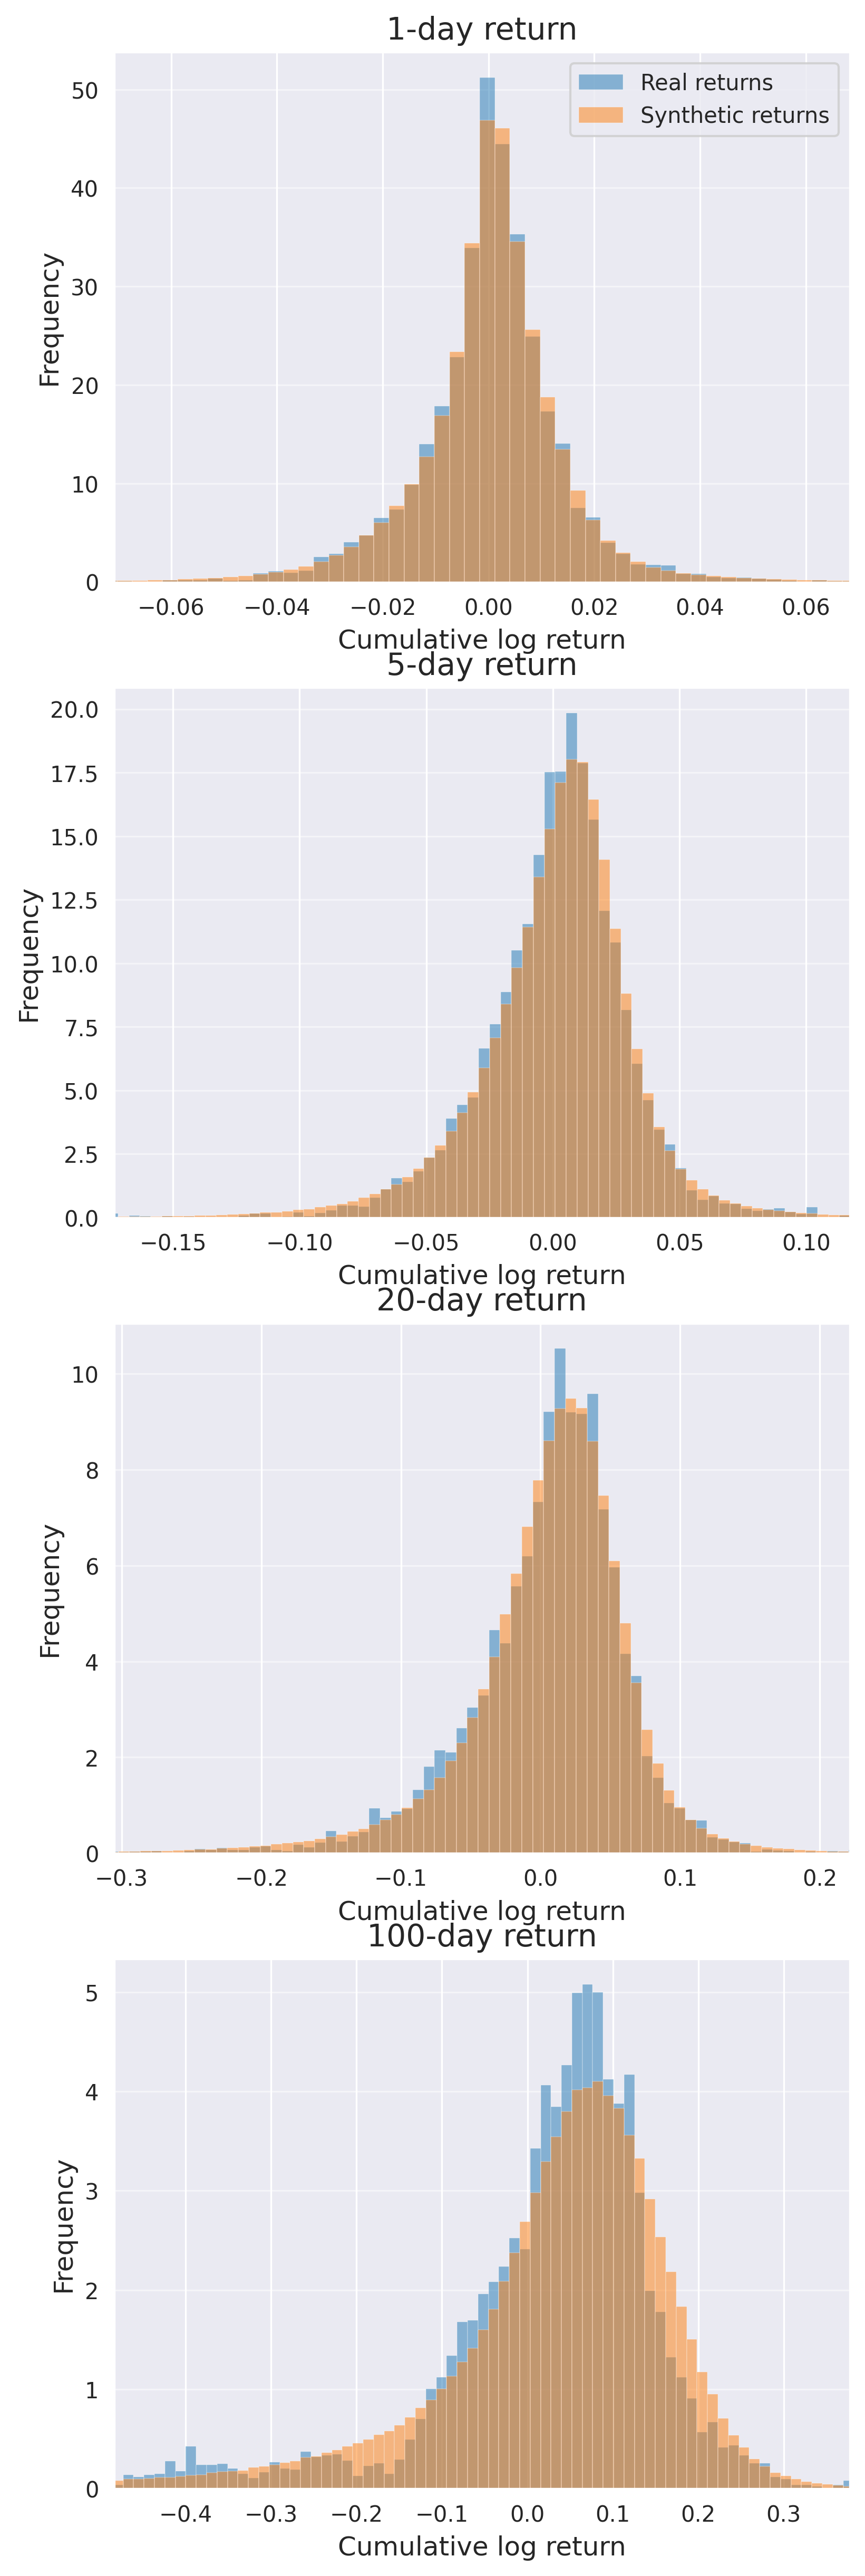 1-day return
Real returns
Synthetic returns
50
40
30
20
10
0
Frequency
−0.06 −0.04 −0.02 0.00 0.02 0.04 0.06
Cumulative log return
5-day return
20.0
17.5
15.0
12.5
10.0
7.5
5.0
2.5
0.0
Frequency
−0.15 −0.10 −0.05 0.00 0.05 0.10
Cumulative log return
20-day return
10
8
6
4
2
0
Frequency
−0.3 −0.2 −0.1 0.0 0.1 0.2
Cumulative log return
100-day return
5
4
3
2
1
0
Frequency
−0.4 −0.3 −0.2 −0.1 0.0 0.1 0.2 0.3
Cumulative log return